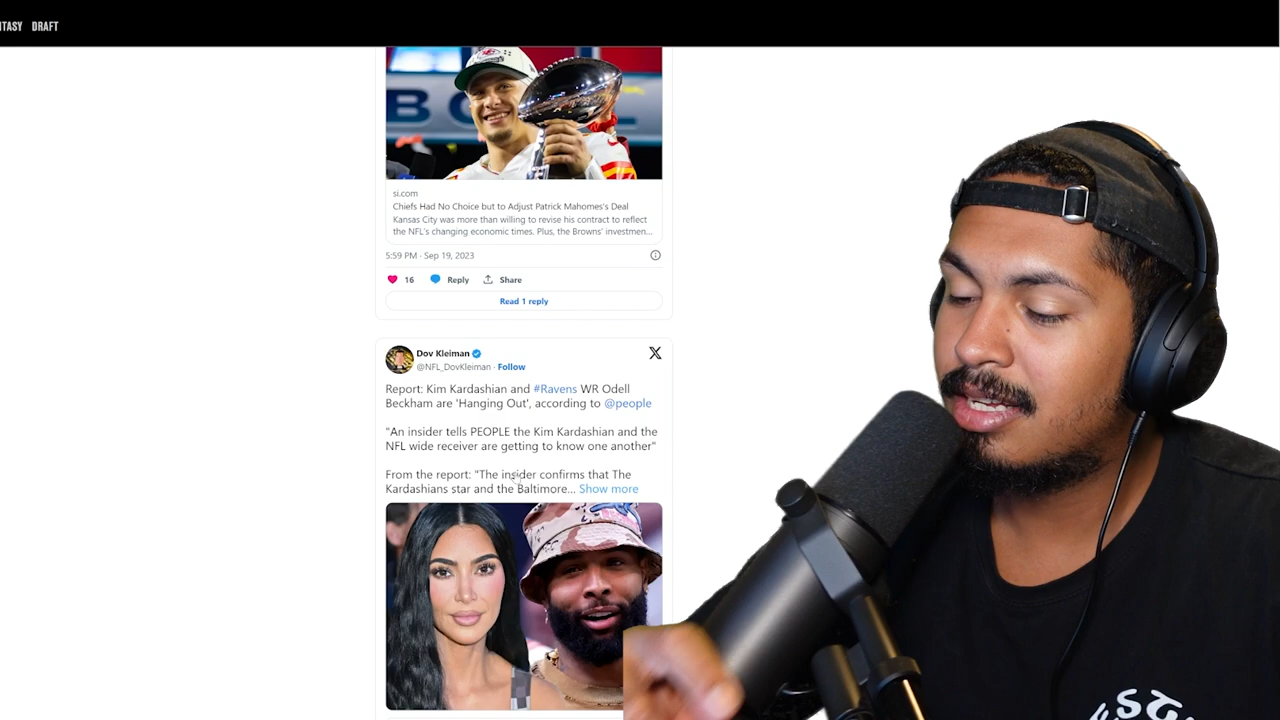 NTASY DRAFT
si.com
Chiefs Had No Choice but to Adjust Patrick Mahomes's Deal
Kansas City was more than willing to revise his contract to reflect
the NFL's changing economic times. Plus, the Browns' investmen...
5:59 PM · Sep 19, 2023
16 Reply Share
Read 1 reply
Dov Kleiman
@NFL_DovKleiman · Follow
Report: Kim Kardashian and #Ravens WR Odell
Beckham are 'Hanging Out', according to @people
"An insider tells PEOPLE the Kim Kardashian and the
NFL wide receiver are getting to know one another"
From the report: "The insider confirms that The
Kardashians star and the Baltimore... Show more